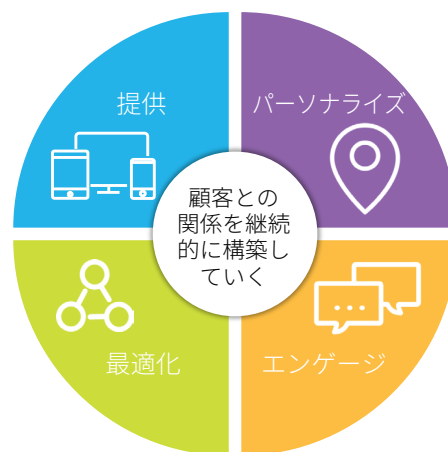 提供
パーソナライズ
顧客との
関係を継続
的に構築し
ていく
最適化
エンゲージ